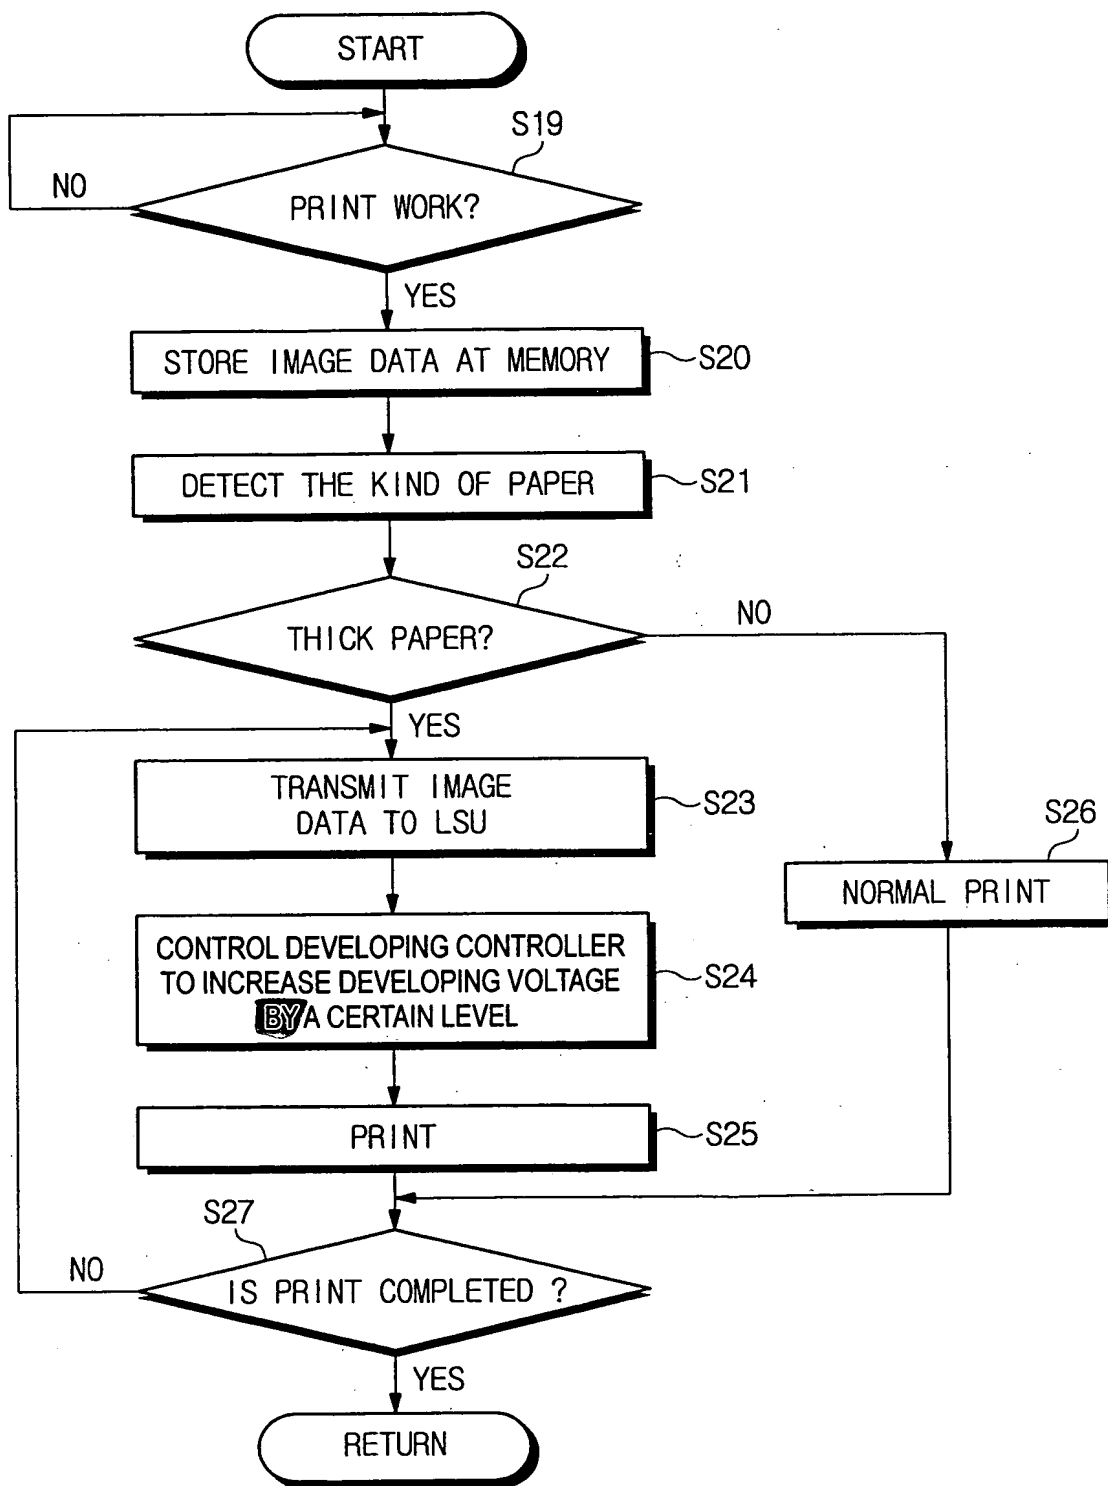 START
S19
NO
PRINT WORK?
YES
STORE IMAGE DATA AT MEMORY
S20
DETECT THE KIND OF PAPER
S21
S22
THICK PAPER?
NO
YES
TRANSMIT IMAGE
DATA TO LSU
S23
S26
NORMAL PRINT
CONTROL DEVELOPING CONTROLLER
TO INCREASE DEVELOPING VOLTAGE
BY A CERTAIN LEVEL
S24
PRINT
S25
S27
NO
IS PRINT COMPLETED ?
YES
RETURN